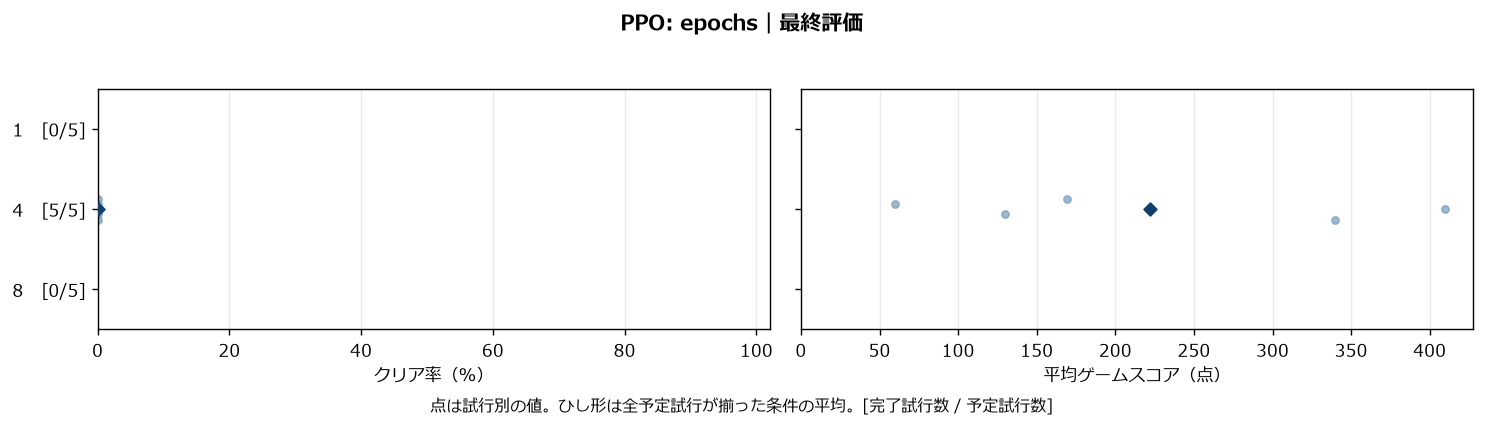 PPO: epochs｜最終評価
1 [0/5]
4 [5/5]
8 [0/5]
0 20 40 60 80 100
クリア率（%）
0 50 100 150 200 250 300 350 400
平均ゲームスコア（点）
点は試行別の値。ひし形は全予定試行が揃った条件の平均。[完了試行数 / 予定試行数]